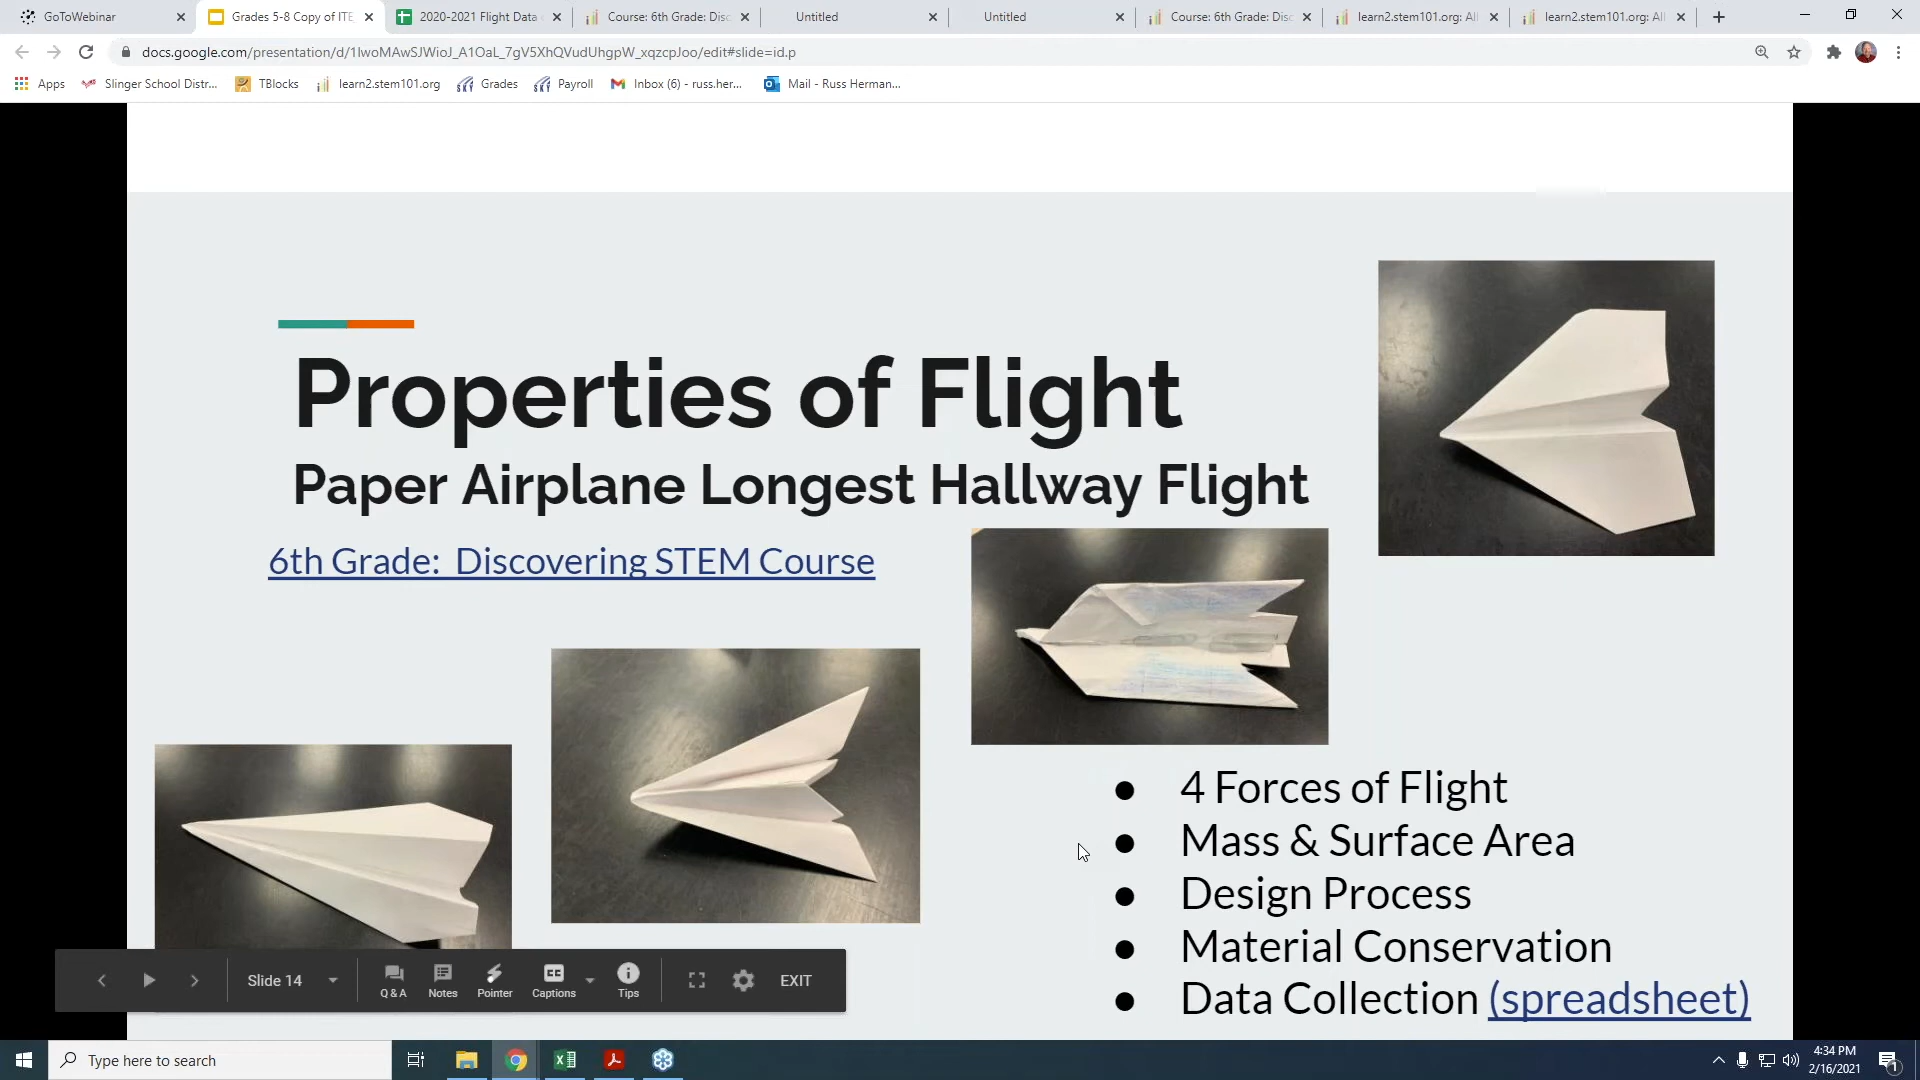 GoToWebinar
Grades 5-8 Copy of ITE
2020-2021 Flight Data
Course: 6th Grade: Disc
Untitled
Untitled
Course: 6th Grade: Disc
learn2.stem101.org: All
learn2.stem101.org: All
docs.google.com/presentation/d/1IwoMAwSJWioJ_A1OaL_7gV5XhQVudUhgpW_xqzcpJoo/edit#slide=id.p
Apps
Slinger School Distr...
TBlocks
learn2.stem101.org
Grades
Payroll
Inbox (6) - russ.her...
Mail - Russ Herman...
Properties of Flight
Paper Airplane Longest Hallway Flight
6th Grade: Discovering STEM Course
● 4 Forces of Flight
● Mass & Surface Area
● Design Process
● Material Conservation
● Data Collection (spreadsheet)
Slide 14
Q & A
Notes
Pointer
CC
Captions
Tips
EXIT
Type here to search
4:34 PM
2/16/2021
1